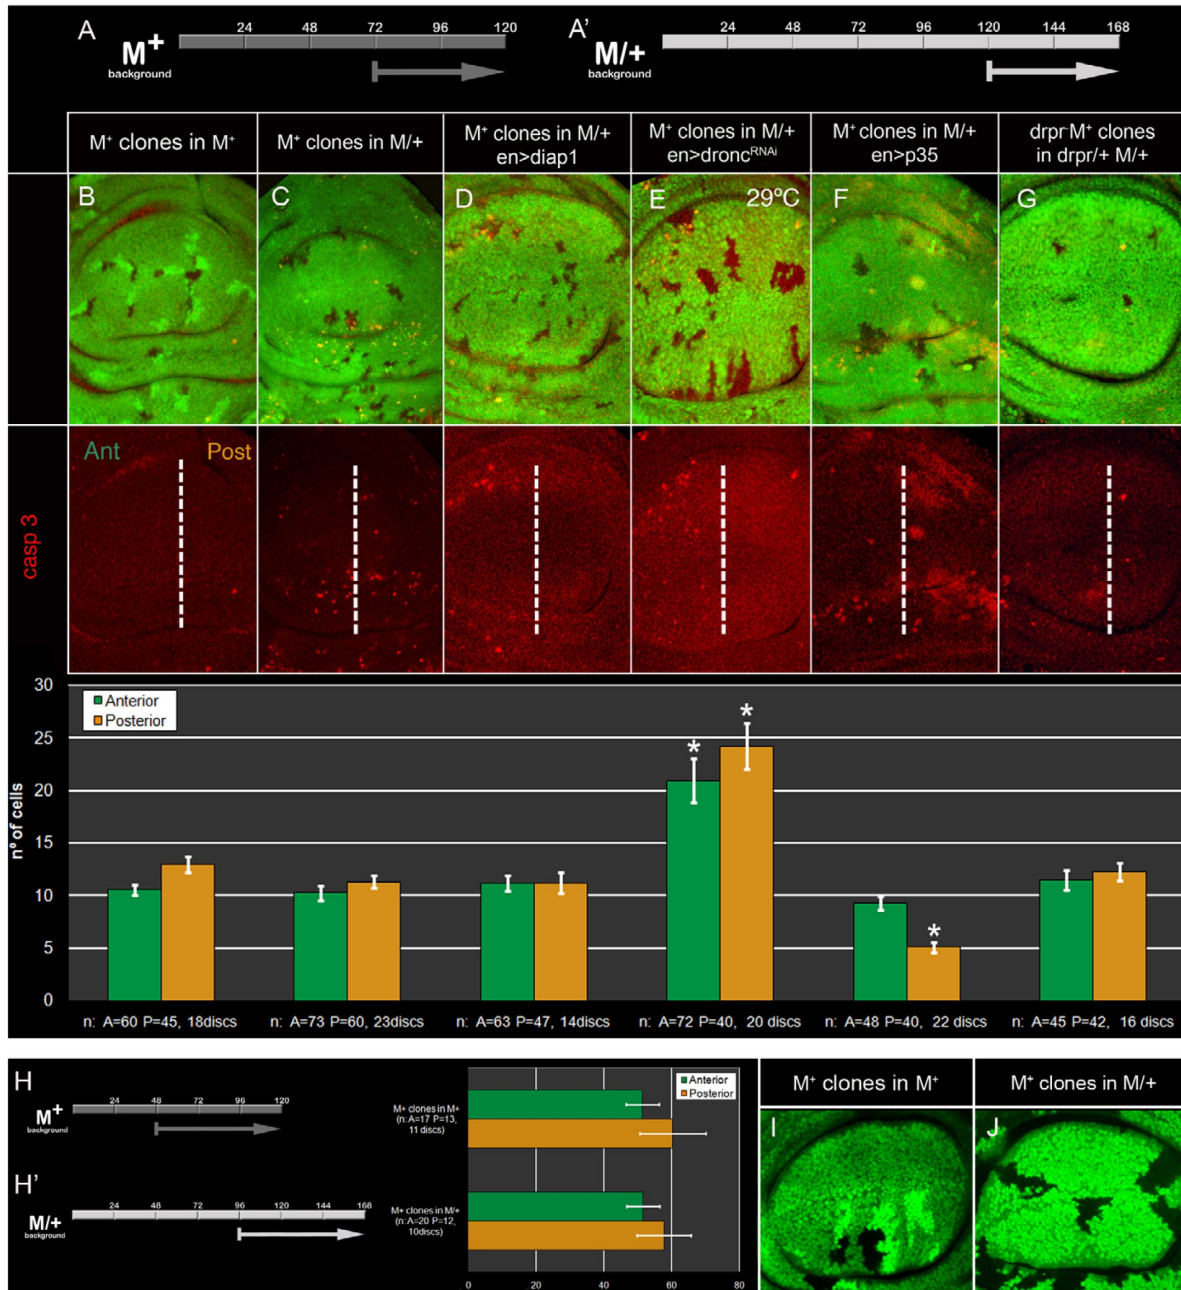 A
M⁺
background
24 48 72 96 120
A'
M/+
background
24 48 72 96 120 144 168
M⁺ clones in M⁺
M⁺ clones in M/+
M⁺ clones in M/+
en>diap1
M⁺ clones in M/+
en>droncRNAi
M⁺ clones in M/+
en>p35
drpr⁻M⁺ clones
in drpr/+ M/+
B
C
D
E
29ºC
F
G
casp 3
Ant
Post
30
25
20
15
10
5
0
nº of cells
Anterior
Posterior
*
*
*
n: A=60 P=45, 18discs
n: A=73 P=60, 23discs
n: A=63 P=47, 14discs
n: A=72 P=40, 20 discs
n: A=48 P=40, 22 discs
n: A=45 P=42, 16 discs
H
M⁺
background
24 48 72 96 120
H'
M/+
background
24 48 72 96 120 144 168
M+ clones in M+
(n: A=17 P=13,
11 discs)
M+ clones in M/+
(n: A=20 P=12,
10discs)
Anterior
Posterior
0 20 40 60 80
M⁺ clones in M⁺
I
M⁺ clones in M/+
J